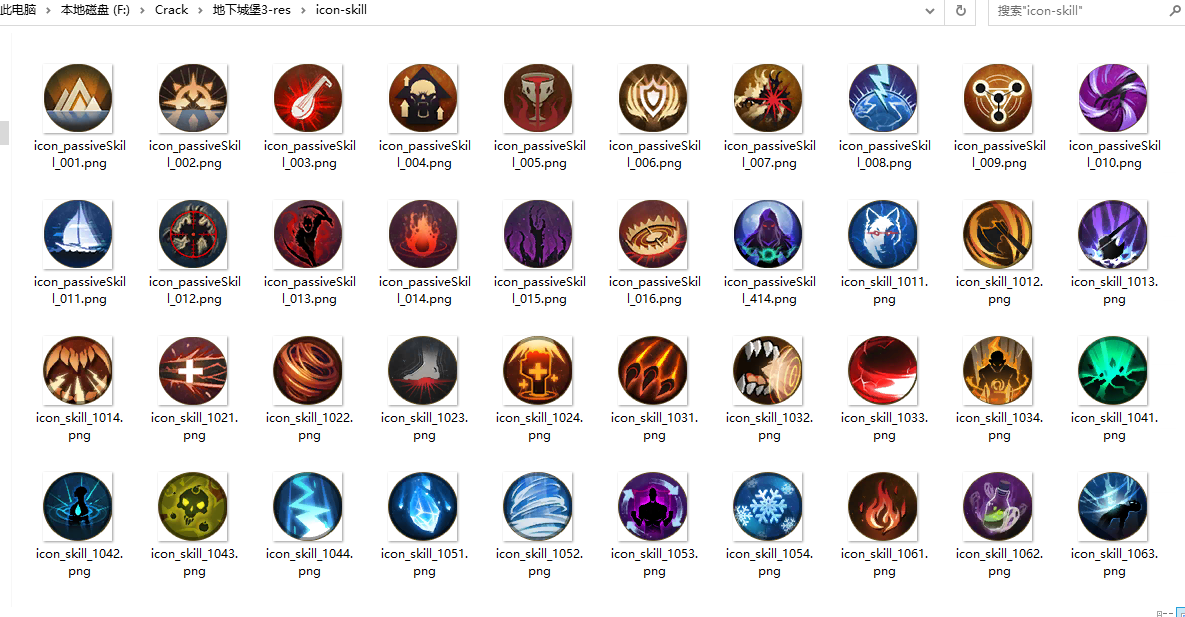 此电脑 › 本地磁盘 (F:) › Crack › 地下城堡3-res › icon-skill
搜索"icon-skill"
icon_passiveSkil
l_001.png
icon_passiveSkil
l_002.png
icon_passiveSkil
l_003.png
icon_passiveSkil
l_004.png
icon_passiveSkil
l_005.png
icon_passiveSkil
l_006.png
icon_passiveSkil
l_007.png
icon_passiveSkil
l_008.png
icon_passiveSkil
l_009.png
icon_passiveSkil
l_010.png
icon_passiveSkil
l_011.png
icon_passiveSkil
l_012.png
icon_passiveSkil
l_013.png
icon_passiveSkil
l_014.png
icon_passiveSkil
l_015.png
icon_passiveSkil
l_016.png
icon_passiveSkil
l_414.png
icon_skill_1011.
png
icon_skill_1012.
png
icon_skill_1013.
png
icon_skill_1014.
png
icon_skill_1021.
png
icon_skill_1022.
png
icon_skill_1023.
png
icon_skill_1024.
png
icon_skill_1031.
png
icon_skill_1032.
png
icon_skill_1033.
png
icon_skill_1034.
png
icon_skill_1041.
png
icon_skill_1042.
png
icon_skill_1043.
png
icon_skill_1044.
png
icon_skill_1051.
png
icon_skill_1052.
png
icon_skill_1053.
png
icon_skill_1054.
png
icon_skill_1061.
png
icon_skill_1062.
png
icon_skill_1063.
png